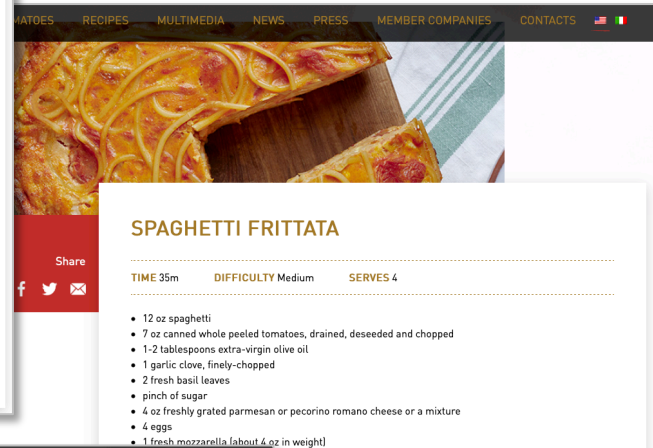 MATOES RECIPES MULTIMEDIA NEWS PRESS MEMBER COMPANIES CONTACTS
SPAGHETTI FRITTATA
Share
TIME 35m DIFFICULTY Medium SERVES 4
• 12 oz spaghetti
• 7 oz canned whole peeled tomatoes, drained, deseeded and chopped
• 1-2 tablespoons extra-virgin olive oil
• 1 garlic clove, finely-chopped
• 2 fresh basil leaves
• pinch of sugar
• 4 oz freshly grated parmesan or pecorino romano cheese or a mixture
• 4 eggs
• 1 fresh mozzarella (about 4 oz in weight)